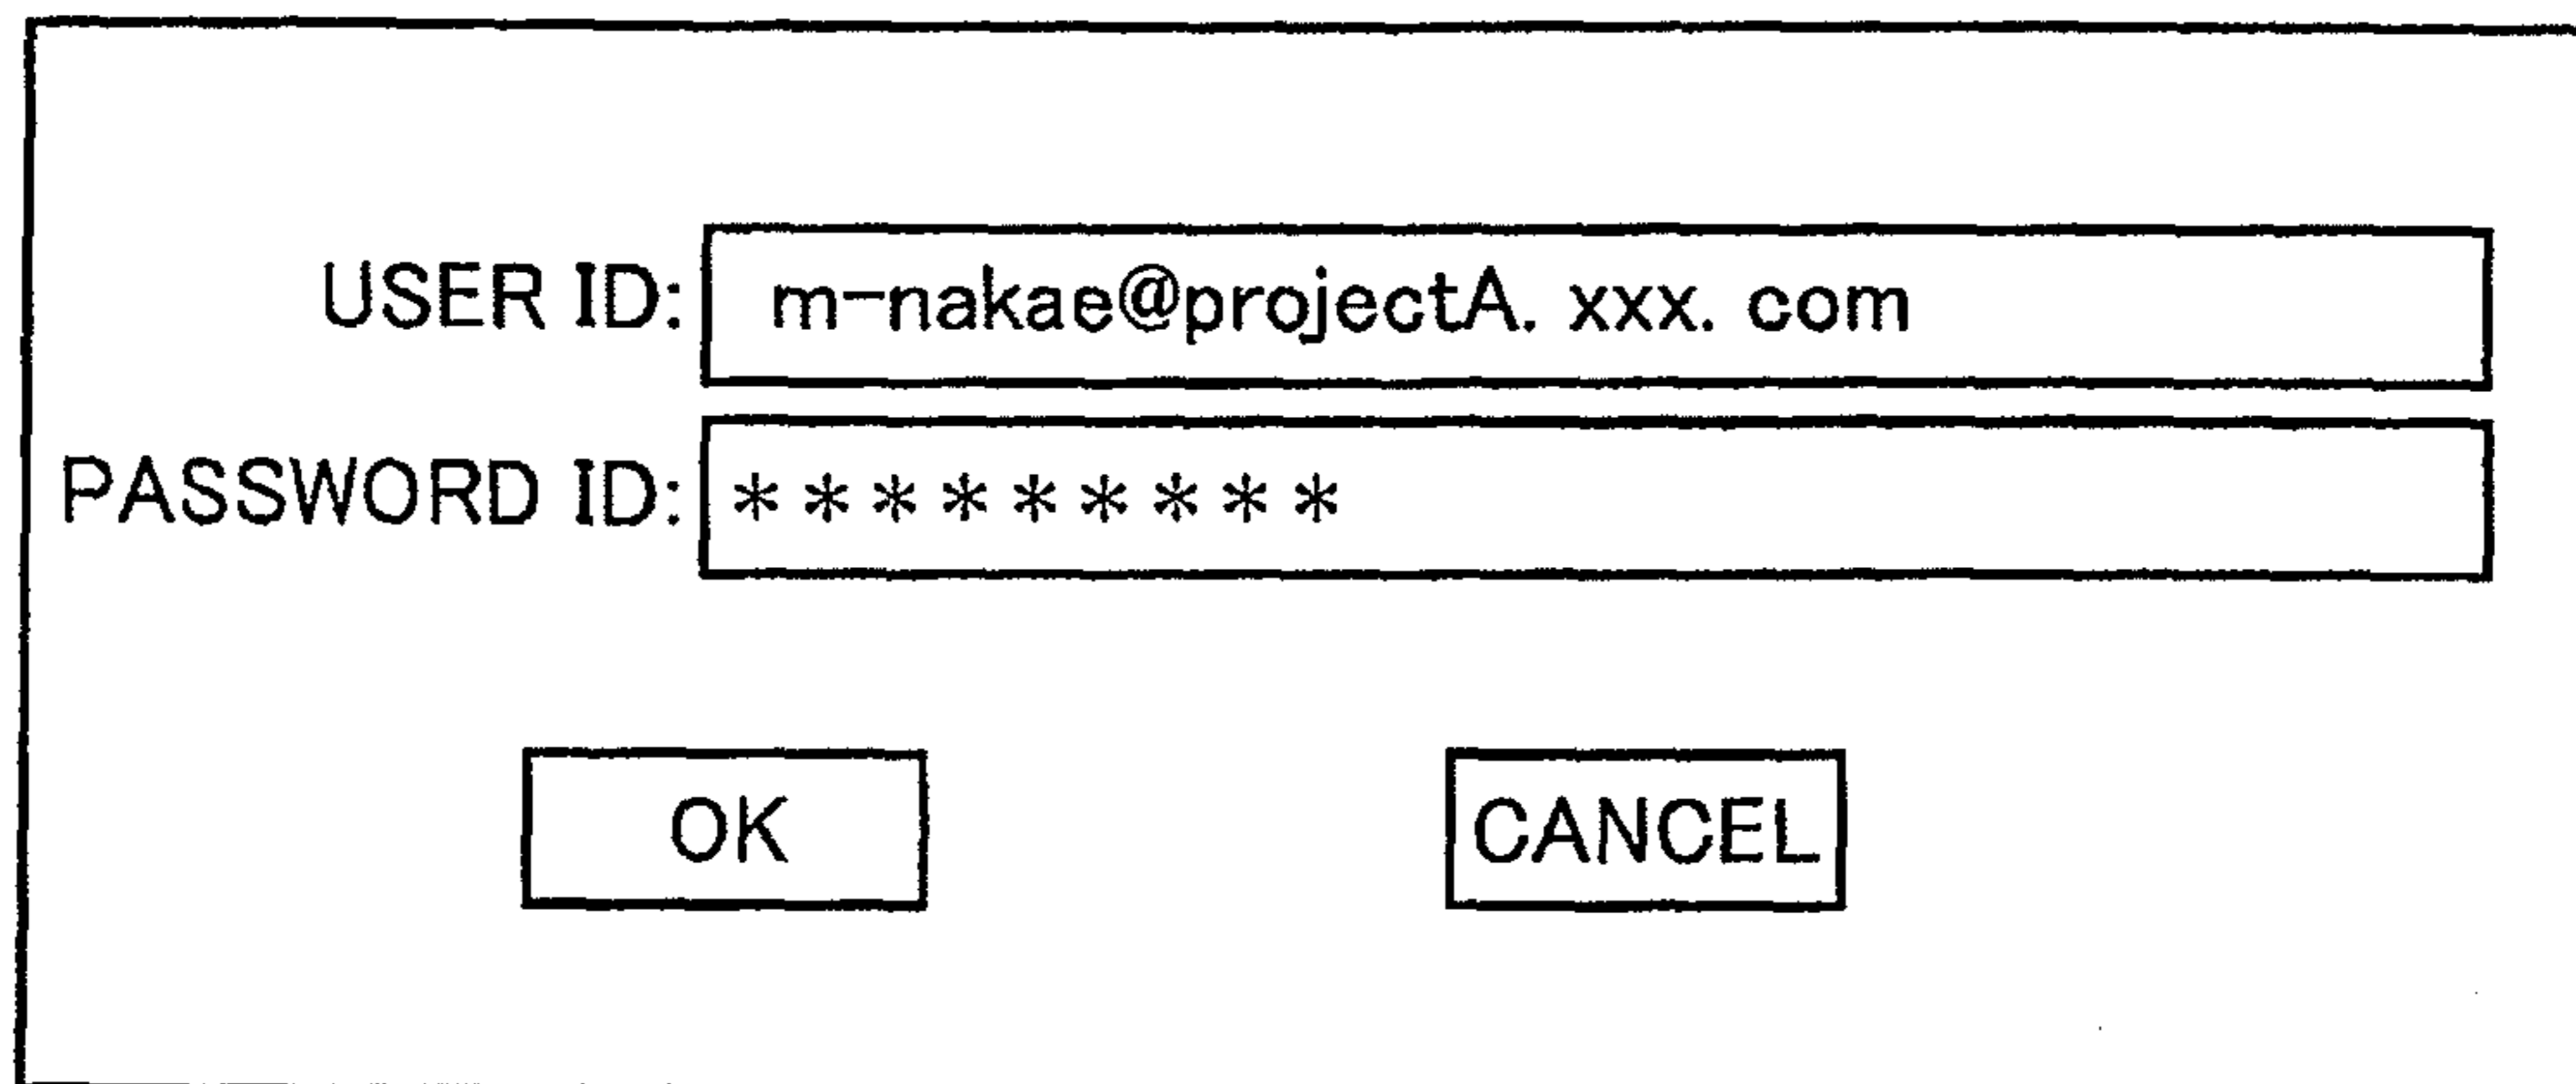 USER ID: m-nakae@projectA. xxx. com
PASSWORD ID: * * * * * * * * *
OK CANCEL